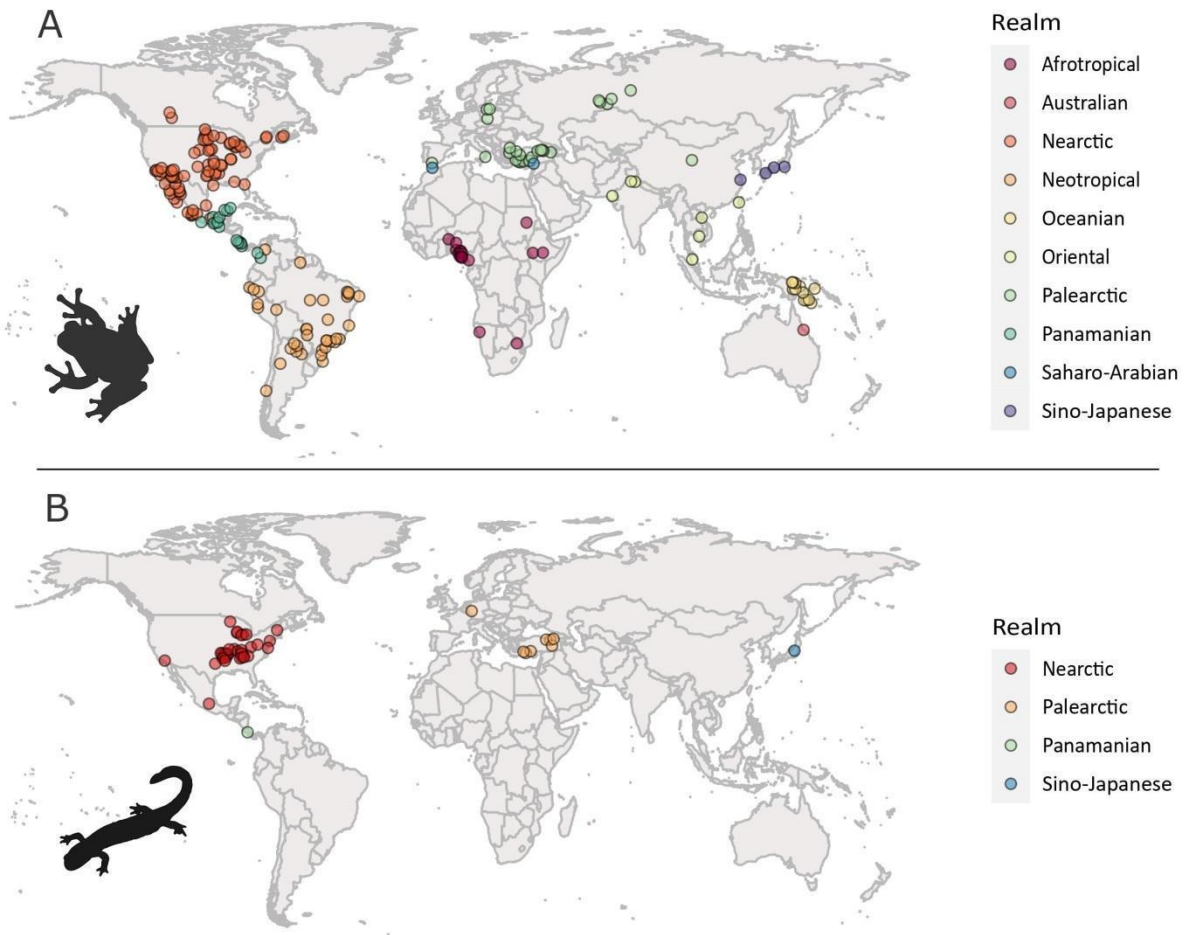 A
Realm
Afrotropical
Australian
Nearctic
Neotropical
Oceanian
Oriental
Palearctic
Panamanian
Saharo-Arabian
Sino-Japanese
B
Realm
Nearctic
Palearctic
Panamanian
Sino-Japanese